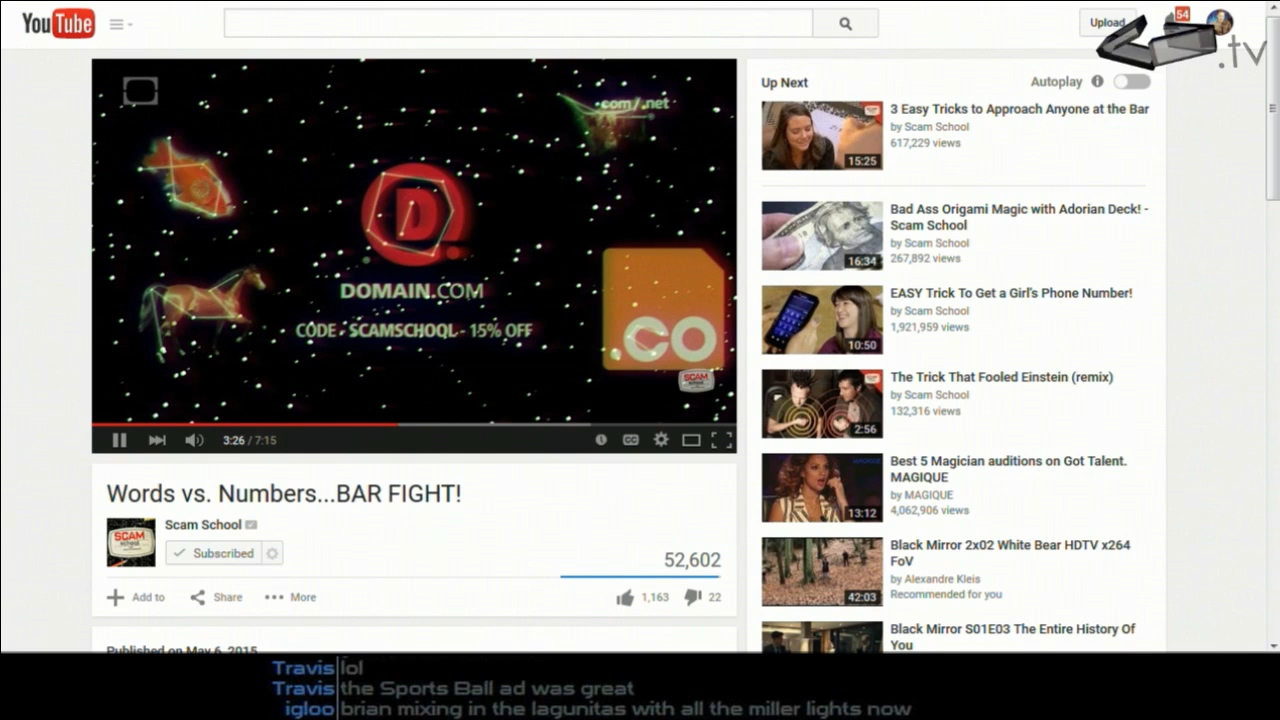 YouTube
Upload
54
.tv
.com/.net
D
DOMAIN.COM
CODE - SCAMSCHOOL - 15% OFF
.CO
SCAM
3:26 / 7:15
CC
Words vs. Numbers...BAR FIGHT!
SCAM
school
Scam School
Subscribed
52,602
Add to
Share
More
1,163
22
Published on May 6, 2015
Up Next
Autoplay
15:25
3 Easy Tricks to Approach Anyone at the Bar
by Scam School
617,229 views
16:34
Bad Ass Origami Magic with Adorian Deck! -
Scam School
by Scam School
267,892 views
10:50
EASY Trick To Get a Girl's Phone Number!
by Scam School
1,921,959 views
2:56
The Trick That Fooled Einstein (remix)
by Scam School
132,316 views
13:12
Best 5 Magician auditions on Got Talent.
MAGIQUE
by MAGIQUE
4,062,906 views
42:03
Black Mirror 2x02 White Bear HDTV x264
FoV
by Alexandre Kleis
Recommended for you
Black Mirror S01E03 The Entire History Of
You
Travis lol
Travis the Sports Ball ad was great
igloo brian mixing in the lagunitas with all the miller lights now